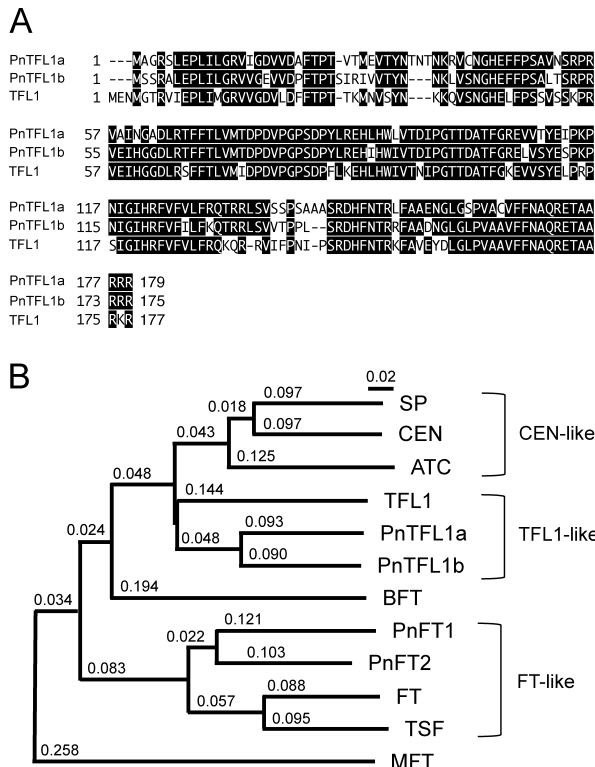 A
PnTFL1a 1 ---MAGRSLEPLILGRVIGDVVDAFTPT-VTMEVTYNTNTNKRVCNGHEFFPSAVNSRPR
PnTFL1b 1 ---MSSRALEPLILGRVVGEVVDPFTPTSIRIVVTYN---NKLVSNGHEFFPSALTSRPR
TFL1 1 MENMGTRVIEPLIMGRVVGDVLDFFTPT-TKMNVSYN---KKQVSNGHELFPSSVSSKPR
PnTFL1a 57 VAINGADLRTFFTLVMTDPDVPGPSDPYLREHLHWLVTDIPGTTDATFGREVVTYEIPKP
PnTFL1b 55 VEIHGGDLRTFFTLVMTDPDVPGPSDPYLREHIHWLVTDIPGTTDATFGRELVSYESPKP
TFL1 57 VEIHGGDLRSFFTLVMIDPDVPGPSDPFLKEHLHWIVTNIPGTTDATFGKEVVSYELPRP
PnTFL1a 117 NIGIHRFVFVLFRQTRRLSVSSPSAAASRDHFNTRLFAAENGLGSPVACVFFNAQRETAA
PnTFL1b 115 NIGIHRFVFILFKQTRRLSVVTPPL--SRDHFNTRRFAADNGLGLPVAAVFFNAQRETAA
TFL1 117 SIGIHRFVFVLFRQKQR-RVIFPNI-PSRDHFNTRKFAVEYDLGLPVAAVFFNAQRETAA
PnTFL1a 177 RRR 179
PnTFL1b 173 RRR 175
TFL1 175 RKR 177
B
0.02
0.097 SP
0.018
0.097 CEN
CEN-like
0.043
0.125 ATC
0.048
0.144 TFL1
0.093 PnTFL1a
TFL1-like
0.048
0.090 PnTFL1b
0.024
0.194 BFT
0.034
0.121 PnFT1
0.022
0.103 PnFT2
0.083
FT-like
0.088 FT
0.057
0.095 TSF
0.258 MFT